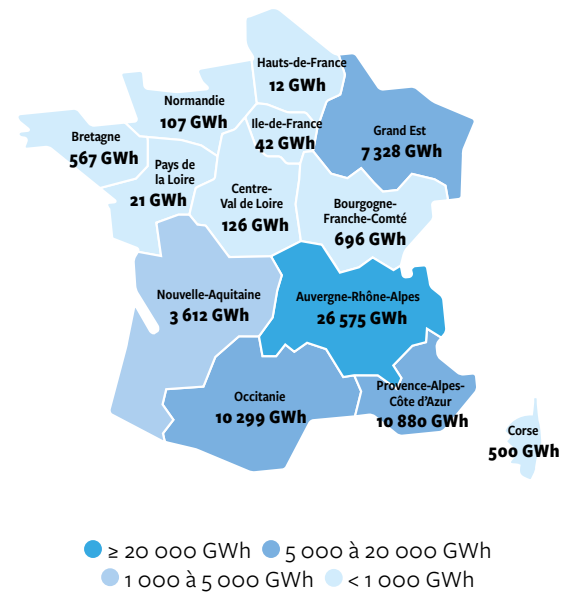 Hauts-de-France
12 GWh
Normandie
107 GWh
Ile-de-France
42 GWh
Grand Est
7 328 GWh
Bretagne
567 GWh
Pays de
la Loire
21 GWh
Centre-
Val de Loire
126 GWh
Bourgogne-
Franche-Comté
696 GWh
Nouvelle-Aquitaine
3 612 GWh
Auvergne-Rhône-Alpes
26 575 GWh
Occitanie
10 299 GWh
Provence-Alpes-
Côte d'Azur
10 880 GWh
Corse
500 GWh
≥ 20 000 GWh
5 000 à 20 000 GWh
1 000 à 5 000 GWh
< 1 000 GWh